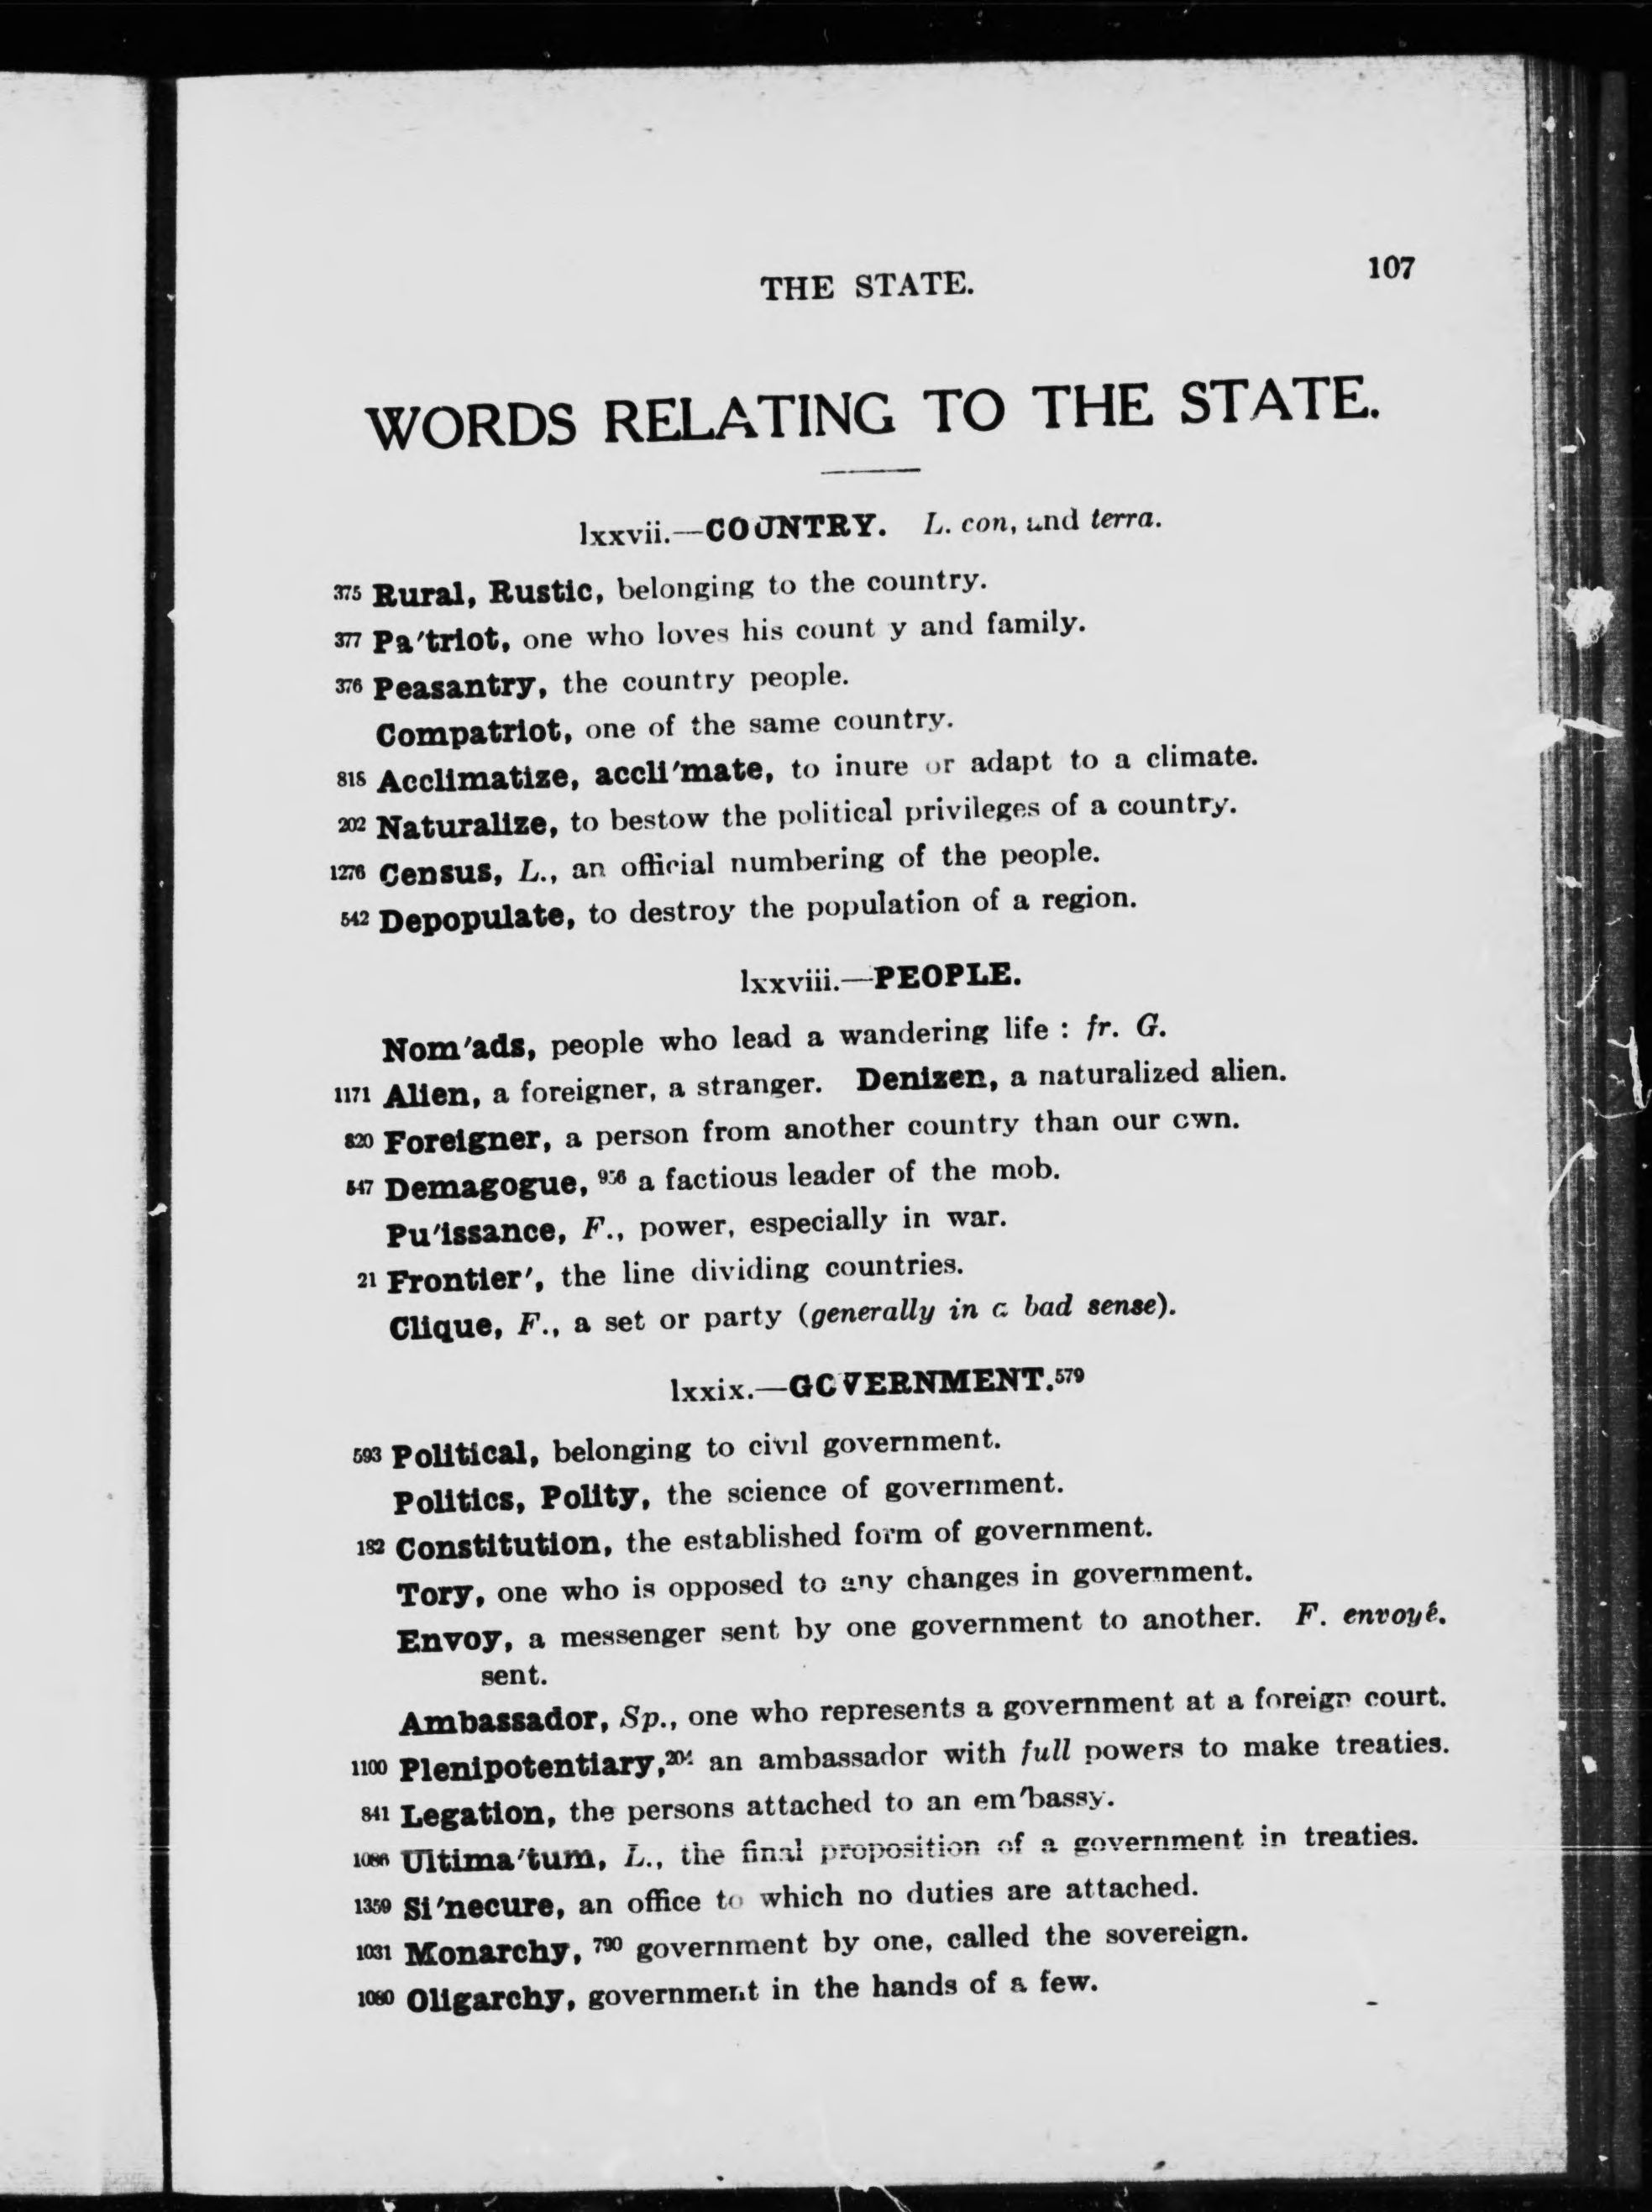 THE STATE.
107
WORDS RELATING TO THE STATE.
lxxvii.—COUNTRY. L. con, and terra.
375 Rural, Rustic, belonging to the country.
377 Pa'triot, one who loves his count y and family.
376 Peasantry, the country people.
Compatriot, one of the same country.
818 Acclimatize, accli'mate, to inure or adapt to a climate.
202 Naturalize, to bestow the political privileges of a country.
1276 Census, L., an official numbering of the people.
542 Depopulate, to destroy the population of a region.
lxxviii.—PEOPLE.
Nom'ads, people who lead a wandering life : fr. G.
1171 Alien, a foreigner, a stranger. Denizen, a naturalized alien.
820 Foreigner, a person from another country than our own.
547 Demagogue, 956 a factious leader of the mob.
Pu'issance, F., power, especially in war.
21 Frontier', the line dividing countries.
Clique, F., a set or party (generally in a bad sense).
lxxix.—GOVERNMENT.579
593 Political, belonging to civil government.
Politics, Polity, the science of government.
182 Constitution, the established form of government.
Tory, one who is opposed to any changes in government.
Envoy, a messenger sent by one government to another. F. envoyé.
sent.
Ambassador, Sp., one who represents a government at a foreign court.
1100 Plenipotentiary,204 an ambassador with full powers to make treaties.
841 Legation, the persons attached to an em'bassy.
1086 Ultima'tum, L., the final proposition of a government in treaties.
1359 Si'necure, an office to which no duties are attached.
1031 Monarchy, 790 government by one, called the sovereign.
1080 Oligarchy, government in the hands of a few.